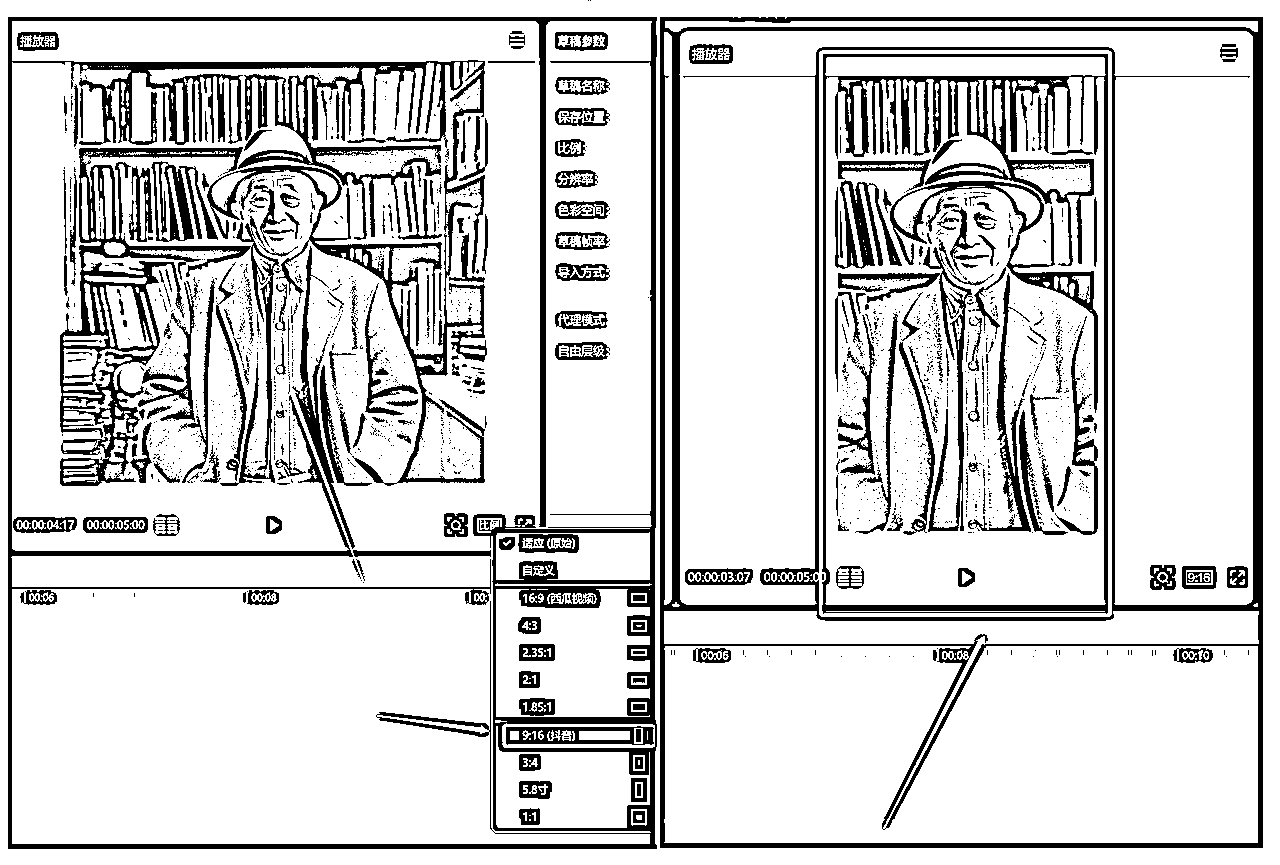 播放器
草稿参数
草稿名称:
保存位置:
比例:
分辨率:
色彩空间:
草稿帧率:
导入方式:
代理模式:
自由层级:
00:00:04:17 00:00:05:00
比例
适应 (原始)
自定义
16:9 (西瓜视频)
4:3
2.35:1
2:1
1.85:1
9:16 (抖音)
3:4
5.8寸
1:1
00:06 00:08 00:
播放器
00:00:03:07 00:00:05:00
9:16
00:06 00:08 00:10